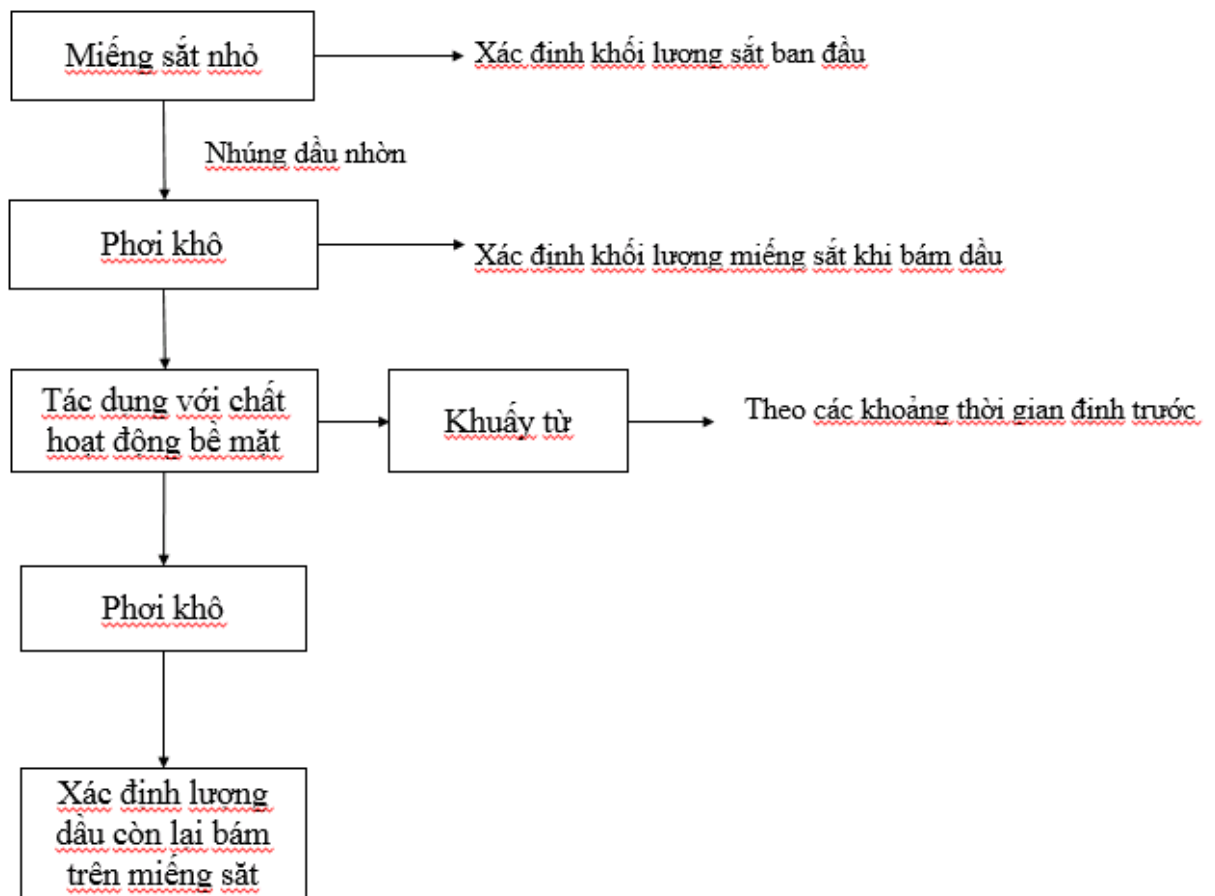 Miếng sắt nhỏ
Xác định khối lượng sắt ban đầu
Nhúng dầu nhờn
Phơi khô
Xác định khối lượng miếng sắt khi bám dầu
Tác dụng với chất
hoạt động bề mặt
Khuấy từ
Theo các khoảng thời gian định trước
Phơi khô
Xác định lượng
dầu còn lại bám
trên miếng sắt